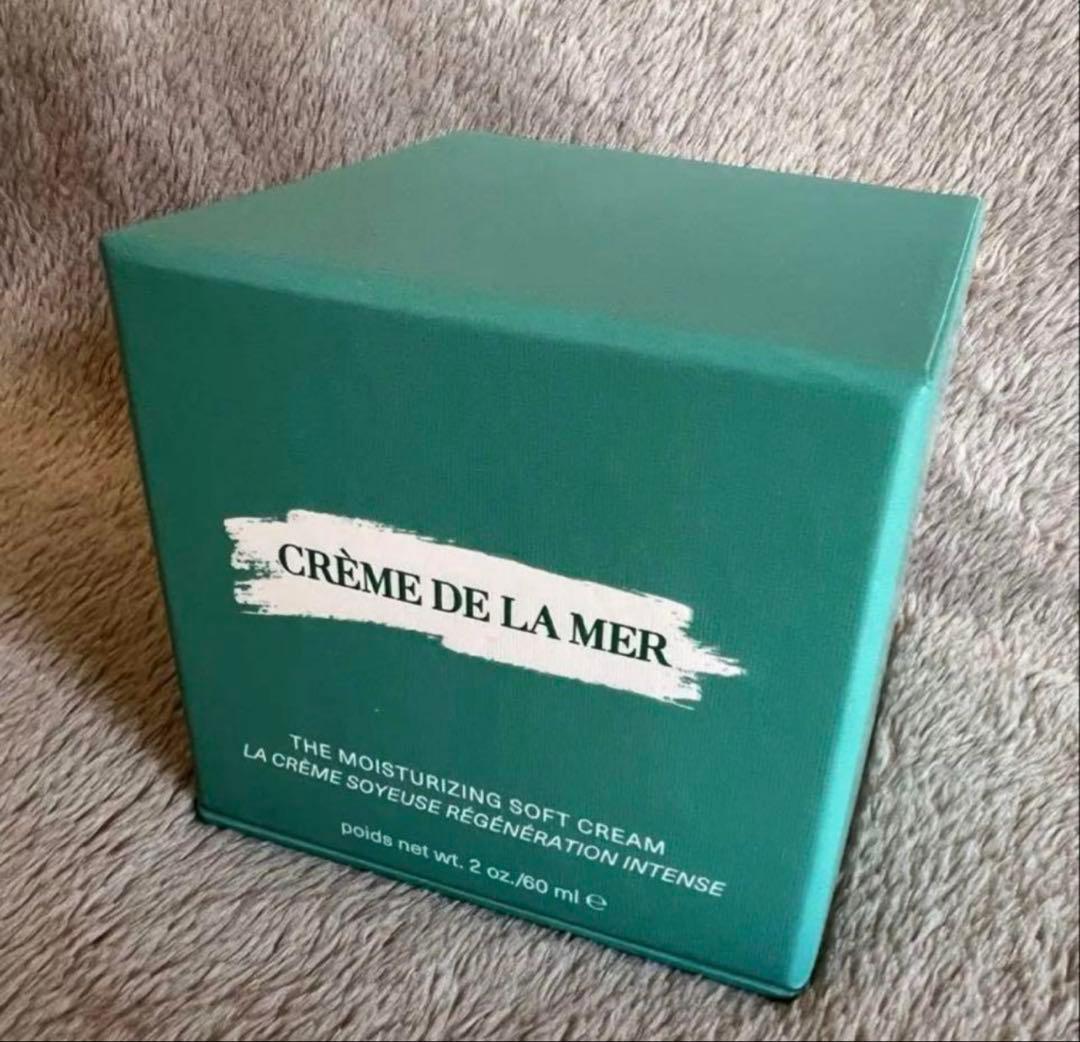 CRÈME DE LA MER
THE MOISTURIZING SOFT CREAM
LA CRÈME SOYEUSE RÉGÉNÉRATION INTENSE
poids net wt. 2 oz./60 ml ℮